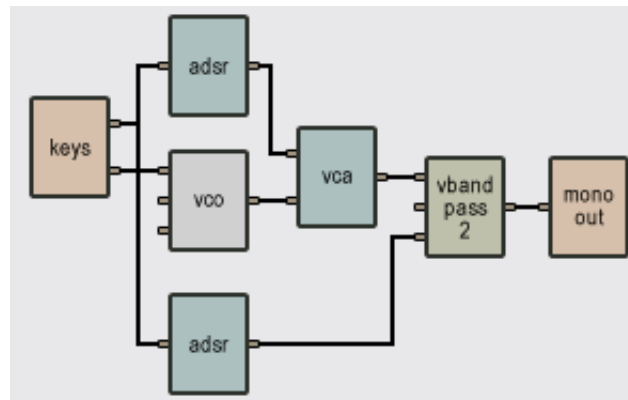 keys
adsr
vco
adsr
vca
vband
pass
2
mono
out